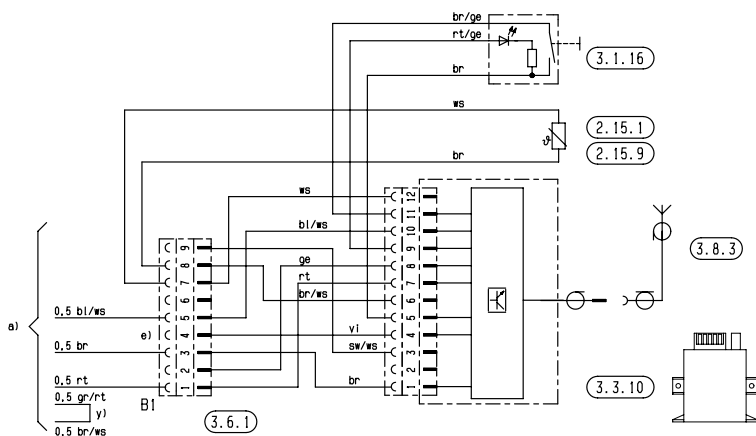 br/ge
rt/ge
br
3.1.16
ws
2.15.1
ϑ
br
2.15.9
ws
12
11
bl/ws
10
9
9
3.8.3
8
ge
8
7
rt
7
6
br/ws
6
0,5 bl/ws
5
5
a)
e)
4
vi
4
0,5 br
3
sw/ws
3
2
2
0,5 rt
1
br
1
3.3.10
0,5 gr/rt
B1
y)
3.6.1
0.5 br/ws